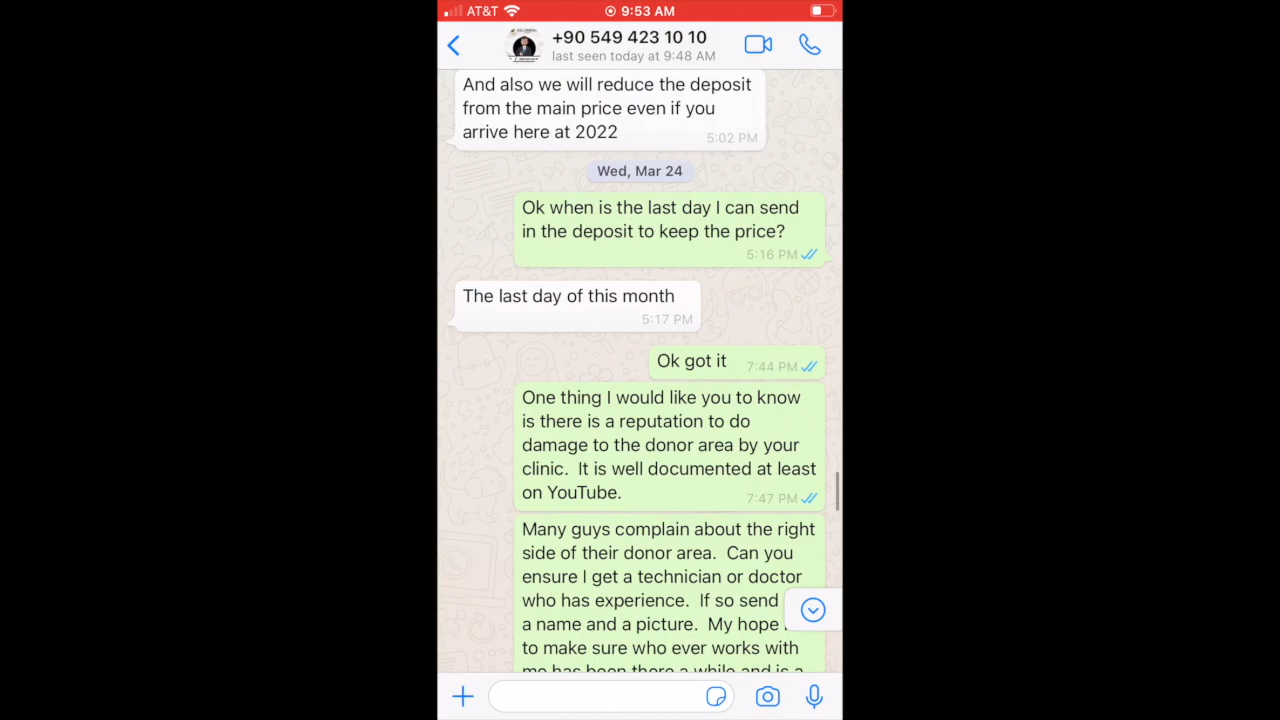 AT&T
9:53 AM
+90 549 423 10 10
last seen today at 9:48 AM
And also we will reduce the deposit
from the main price even if you
arrive here at 2022
5:02 PM
Wed, Mar 24
Ok when is the last day I can send
in the deposit to keep the price?
5:16 PM
The last day of this month
5:17 PM
Ok got it 7:44 PM
One thing I would like you to know
is there is a reputation to do
damage to the donor area by your
clinic. It is well documented at least
on YouTube. 7:47 PM
Many guys complain about the right
side of their donor area. Can you
ensure I get a technician or doctor
who has experience. If so send
a name and a picture. My hope
to make sure who ever works with
me has been there a while and is a